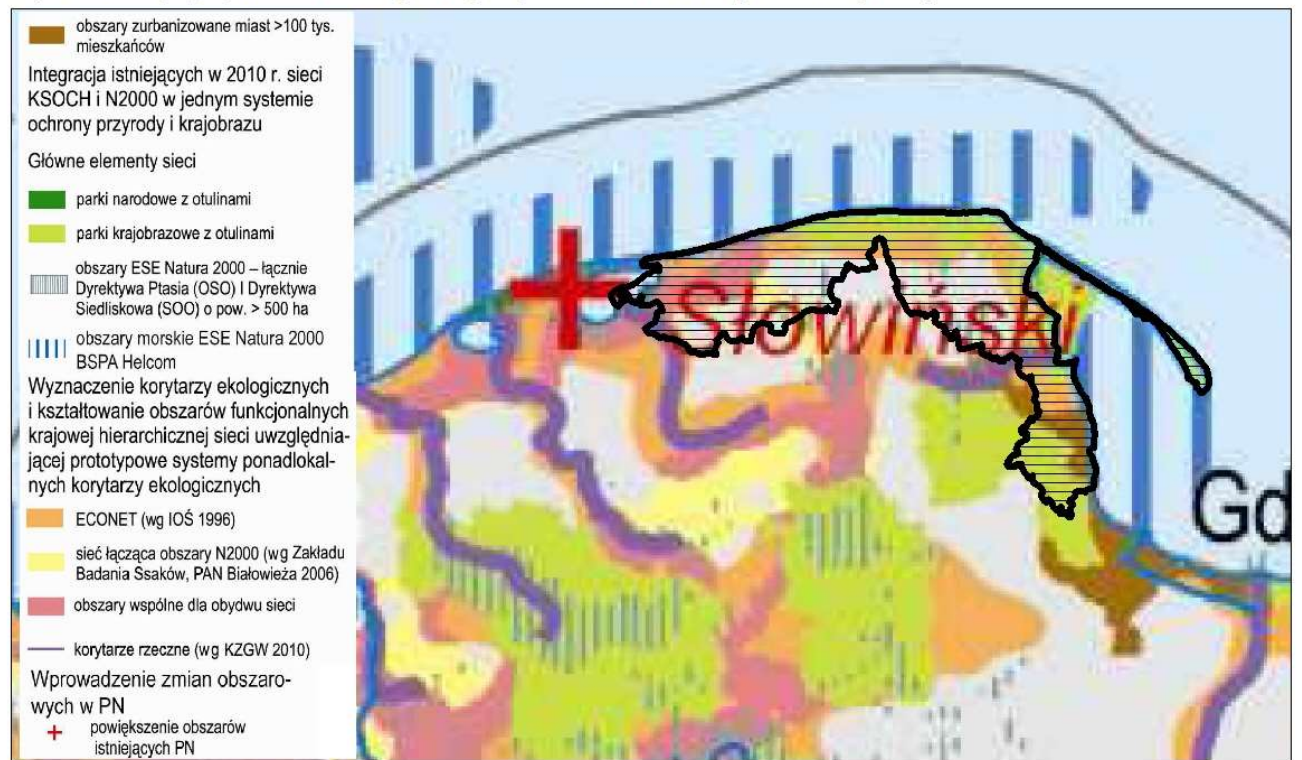 obszary zurbanizowane miast >100 tys.
mieszkańców
Integracja istniejących w 2010 r. sieci
KSOCH i N2000 w jednym systemie
ochrony przyrody i krajobrazu
Główne elementy sieci
parki narodowe z otulinami
parki krajobrazowe z otulinami
obszary ESE Natura 2000 – łącznie
Dyrektywa Ptasia (OSO) I Dyrektywa
Siedliskowa (SOO) o pow. > 500 ha
obszary morskie ESE Natura 2000
BSPA Helcom
Wyznaczenie korytarzy ekologicznych
i kształtowanie obszarów funkcjonalnych
krajowej hierarchicznej sieci uwzględnia-
jącej prototypowe systemy ponadlokal-
nych korytarzy ekologicznych
ECONET (wg IOŚ 1996)
sieć łącząca obszary N2000 (wg Zakładu
Badania Ssaków, PAN Białowieża 2006)
obszary wspólne dla obydwu sieci
korytarze rzeczne (wg KZGW 2010)
Wprowadzenie zmian obszaro-
wych w PN
powiększenie obszarów
istniejących PN
Słowiński
Gd